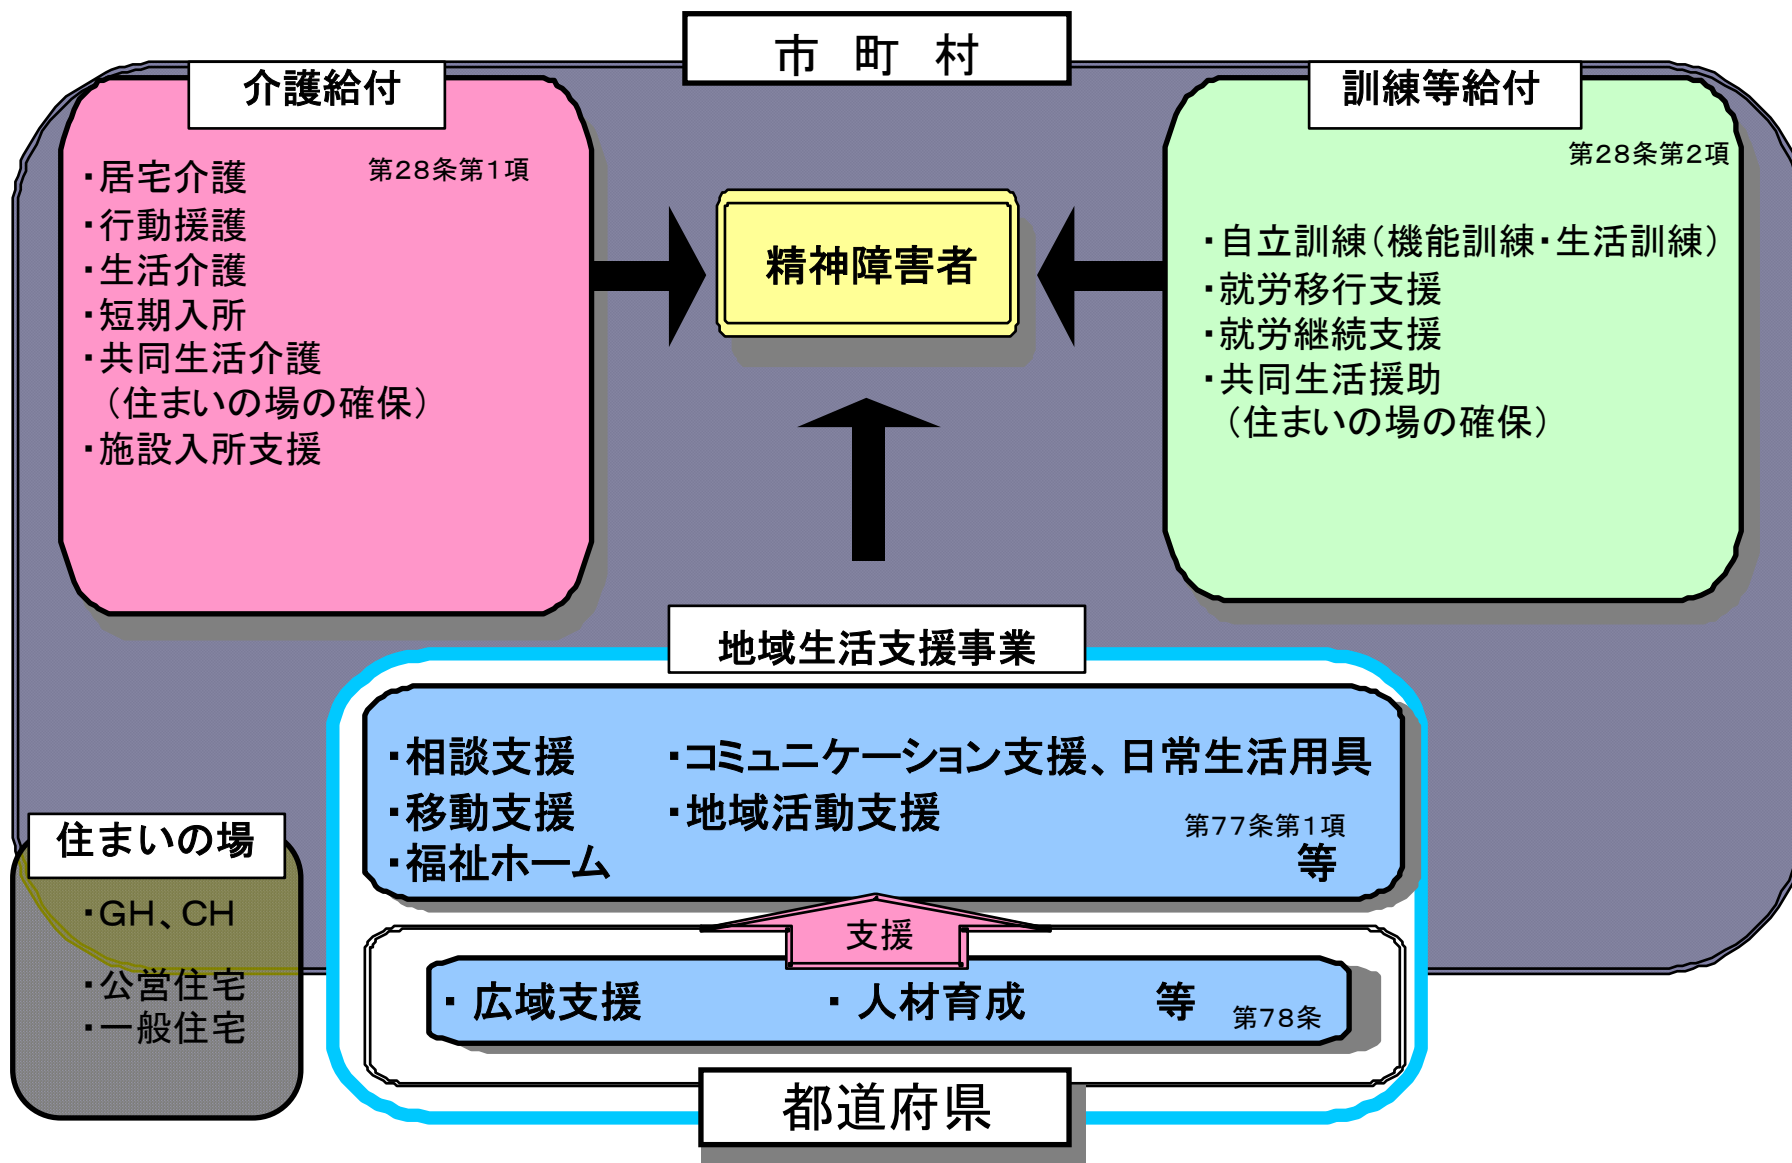 市 町 村
介護給付
第28条第1項
・居宅介護
・行動援護
・生活介護
・短期入所
・共同生活介護
（住まいの場の確保）
・施設入所支援
精神障害者
訓練等給付
第28条第2項
・自立訓練（機能訓練・生活訓練）
・就労移行支援
・就労継続支援
・共同生活援助
（住まいの場の確保）
地域生活支援事業
・相談支援 ・コミュニケーション支援、日常生活用具
・移動支援 ・地域活動支援
第77条第1項
・福祉ホーム 等
支援
・広域支援 ・人材育成 等
第78条
都道府県
住まいの場
・GH、CH
・公営住宅
・一般住宅